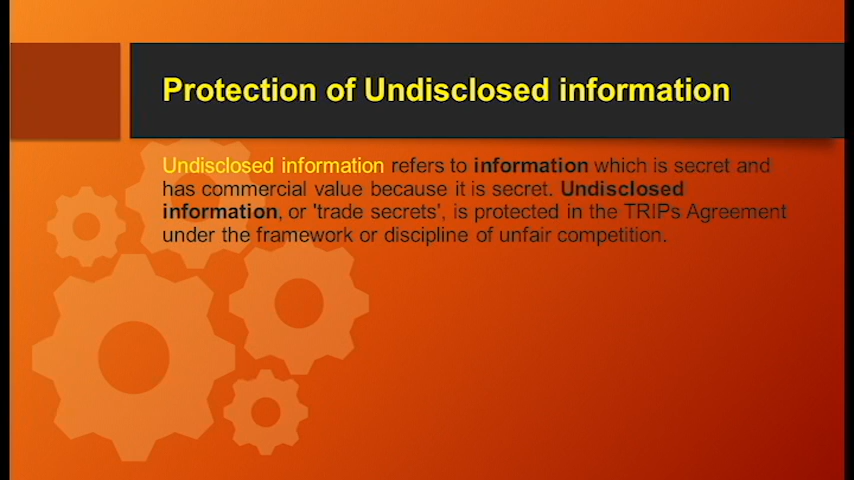 Protection of Undisclosed information
Undisclosed information refers to information which is secret and
has commercial value because it is secret. Undisclosed
information, or 'trade secrets', is protected in the TRIPs Agreement
under the framework or discipline of unfair competition.